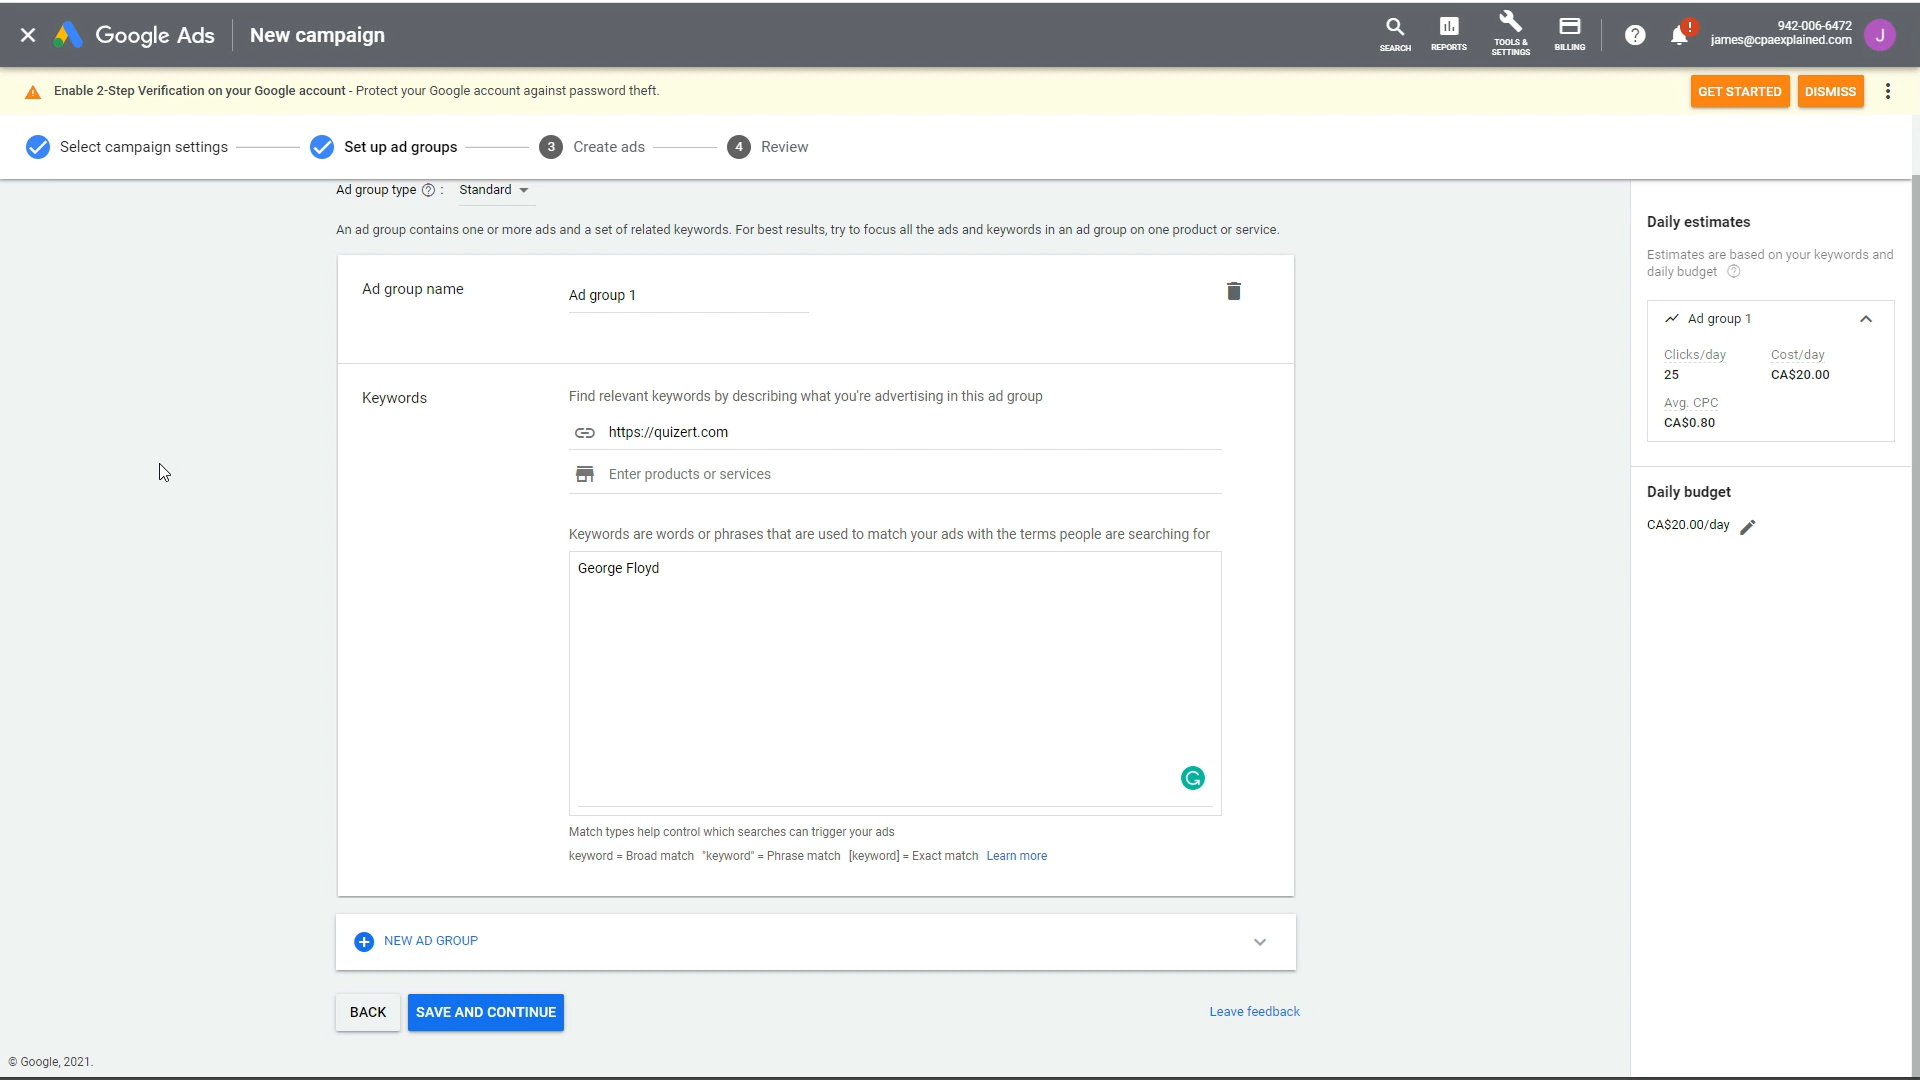 Google Ads New campaign
SEARCH
REPORTS
TOOLS &
SETTINGS
BILLING
?
!
942-006-6472
james@cpaexplained.com
J
Enable 2-Step Verification on your Google account - Protect your Google account against password theft.
GET STARTED
DISMISS
Select campaign settings
Set up ad groups
3 Create ads
4 Review
Ad group type ? : Standard
An ad group contains one or more ads and a set of related keywords. For best results, try to focus all the ads and keywords in an ad group on one product or service.
Ad group name
Ad group 1
Keywords
Find relevant keywords by describing what you're advertising in this ad group
https://quizert.com
Enter products or services
Keywords are words or phrases that are used to match your ads with the terms people are searching for
George Floyd
G
Match types help control which searches can trigger your ads
keyword = Broad match "keyword" = Phrase match [keyword] = Exact match Learn more
NEW AD GROUP
BACK
SAVE AND CONTINUE
Leave feedback
© Google, 2021.
Daily estimates
Estimates are based on your keywords and
daily budget ?
Ad group 1
Clicks/day
25
Cost/day
CA$20.00
Avg. CPC
CA$0.80
Daily budget
CA$20.00/day